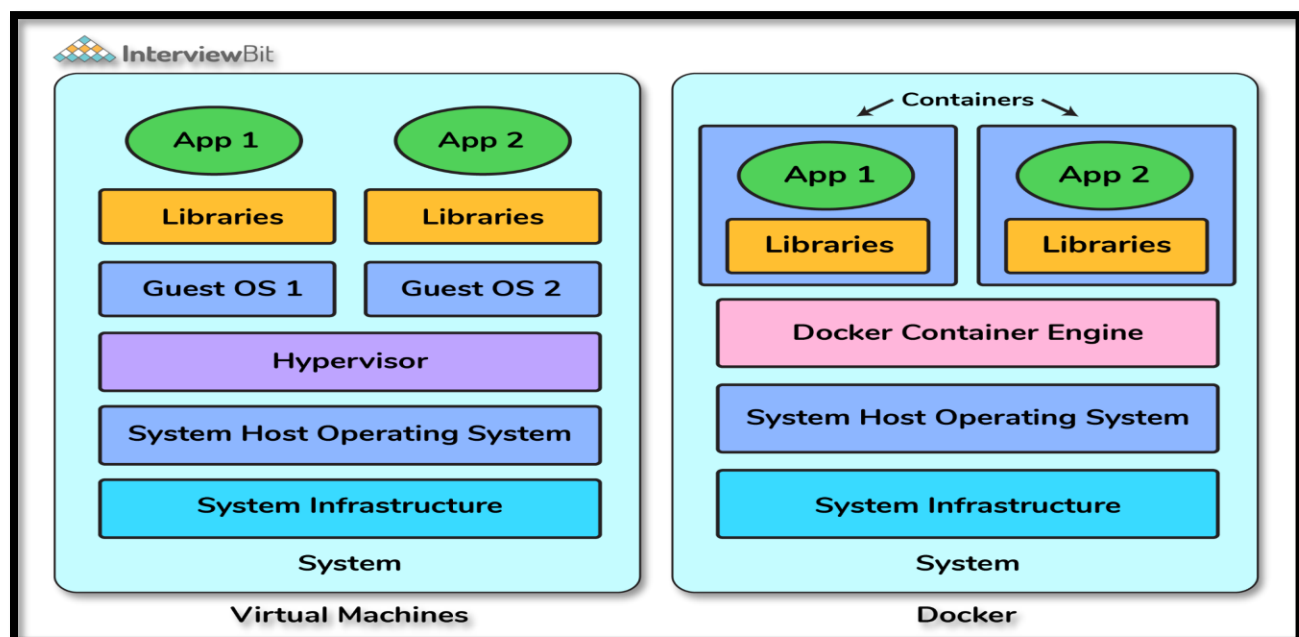 InterviewBit
App 1
App 2
Libraries
Libraries
Guest OS 1
Guest OS 2
Hypervisor
System Host Operating System
System Infrastructure
System
Virtual Machines
Containers
App 1
App 2
Libraries
Libraries
Docker Container Engine
System Host Operating System
System Infrastructure
System
Docker